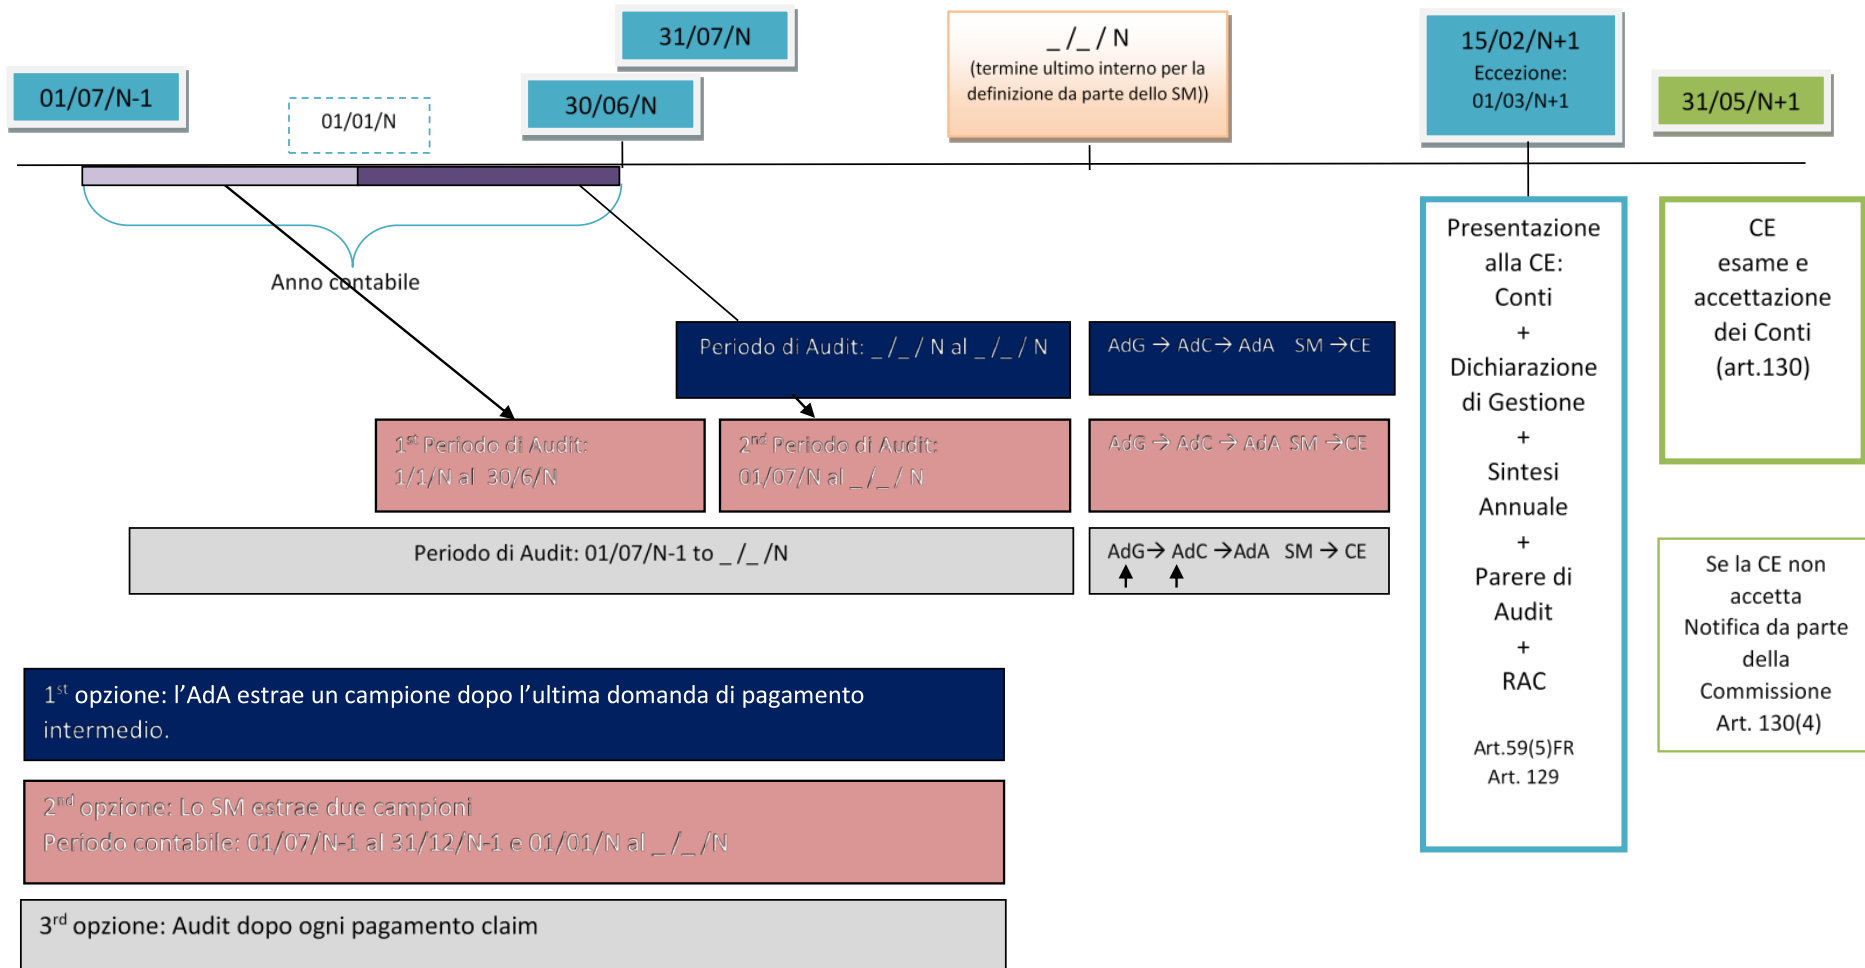 01/07/N-1
01/01/N
31/07/N
30/06/N
_ /_ / N
(termine ultimo interno per la
definizione da parte dello SM))
15/02/N+1
Eccezione:
01/03/N+1
31/05/N+1
Anno contabile
Periodo di Audit: _ /_ / N al _ /_ / N
AdG → AdC→ AdA SM →CE
1st Periodo di Audit:
1/1/N al 30/6/N
2nd Periodo di Audit:
01/07/N al _ /_ / N
AdG → AdC → AdA SM →CE
Periodo di Audit: 01/07/N-1 to _ /_ /N
AdG→ AdC →AdA SM → CE
Presentazione
alla CE:
Conti
+
Dichiarazione
di Gestione
+
Sintesi
Annuale
+
Parere di
Audit
+
RAC
Art.59(5)FR
Art. 129
CE
esame e
accettazione
dei Conti
(art.130)
Se la CE non
accetta
Notifica da parte
della
Commissione
Art. 130(4)
1st opzione: l’AdA estrae un campione dopo l’ultima domanda di pagamento
intermedio.
2nd opzione: Lo SM estrae due campioni
Periodo contabile: 01/07/N-1 al 31/12/N-1 e 01/01/N al _ /_ /N
3rd opzione: Audit dopo ogni pagamento claim